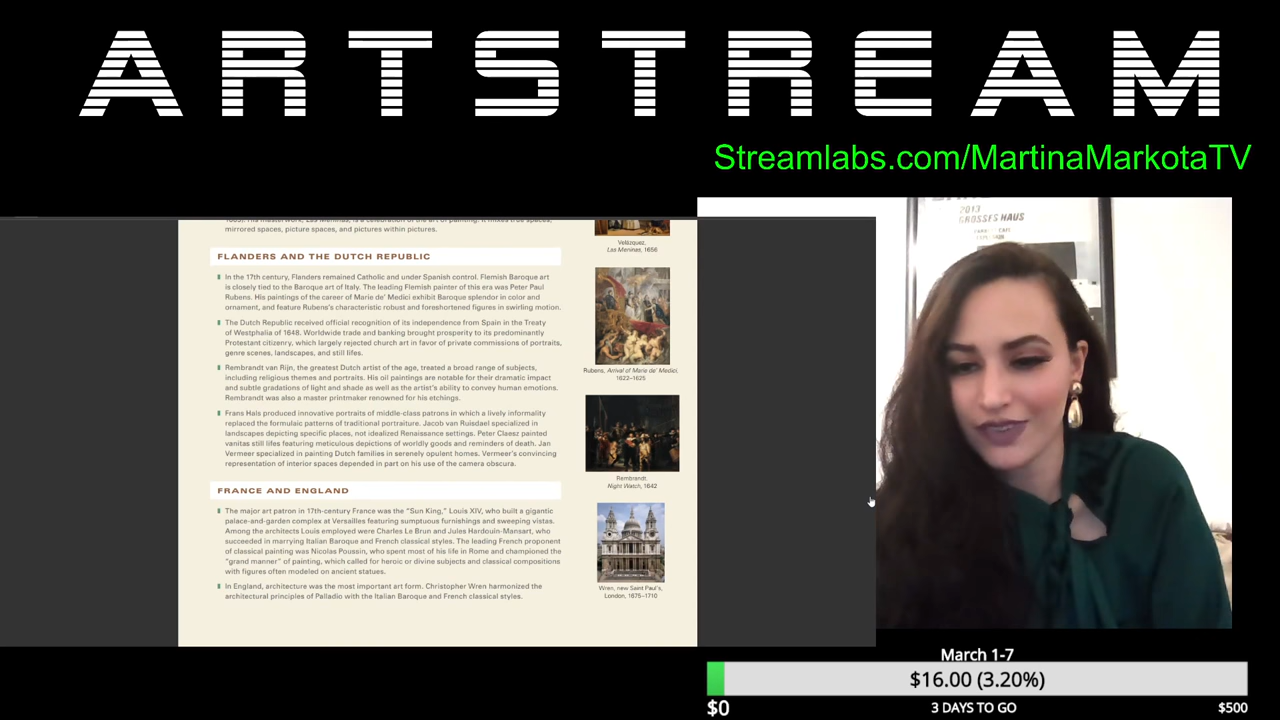 ARTSTREAM
Streamlabs.com/MartinaMarkotaTV
2013
GROSSES HAUS
mirrored spaces, picture spaces, and pictures within pictures.
Velázquez,
Las Meninas, 1656
FLANDERS AND THE DUTCH REPUBLIC
In the 17th century, Flanders remained Catholic and under Spanish control. Flemish Baroque art
is closely tied to the Baroque art of Italy. The leading Flemish painter of this era was Peter Paul
Rubens. His paintings of the career of Marie de' Medici exhibit Baroque splendor in color and
ornament, and feature Rubens's characteristic robust and foreshortened figures in swirling motion.
The Dutch Republic received official recognition of its independence from Spain in the Treaty
of Westphalia of 1648. Worldwide trade and banking brought prosperity to its predominantly
Protestant citizenry, which largely rejected church art in favor of private commissions of portraits,
genre scenes, landscapes, and still lifes.
Rubens, Arrival of Marie de' Medici,
1622–1625
Rembrandt van Rijn, the greatest Dutch artist of the age, treated a broad range of subjects,
including religious themes and portraits. His oil paintings are notable for their dramatic impact
and subtle gradations of light and shade as well as the artist's ability to convey human emotions.
Rembrandt was also a master printmaker renowned for his etchings.
Frans Hals produced innovative portraits of middle-class patrons in which a lively informality
replaced the formulaic patterns of traditional portraiture. Jacob van Ruisdael specialized in
landscapes depicting specific places, not idealized Renaissance settings. Peter Claesz painted
vanitas still lifes featuring meticulous depictions of worldly goods and reminders of death. Jan
Vermeer specialized in painting Dutch families in serenely opulent homes. Vermeer's convincing
representation of interior spaces depended in part on his use of the camera obscura.
Rembrandt,
Night Watch, 1642
FRANCE AND ENGLAND
The major art patron in 17th-century France was the "Sun King," Louis XIV, who built a gigantic
palace-and-garden complex at Versailles featuring sumptuous furnishings and sweeping vistas.
Among the architects Louis employed were Charles Le Brun and Jules Hardouin-Mansart, who
succeeded in marrying Italian Baroque and French classical styles. The leading French proponent
of classical painting was Nicolas Poussin, who spent most of his life in Rome and championed the
"grand manner" of painting, which called for heroic or divine subjects and classical compositions
with figures often modeled on ancient statues.
In England, architecture was the most important art form. Christopher Wren harmonized the
architectural principles of Palladio with the Italian Baroque and French classical styles.
Wren, new Saint Paul's,
London, 1675–1710
March 1-7
$16.00 (3.20%)
$0
3 DAYS TO GO
$500